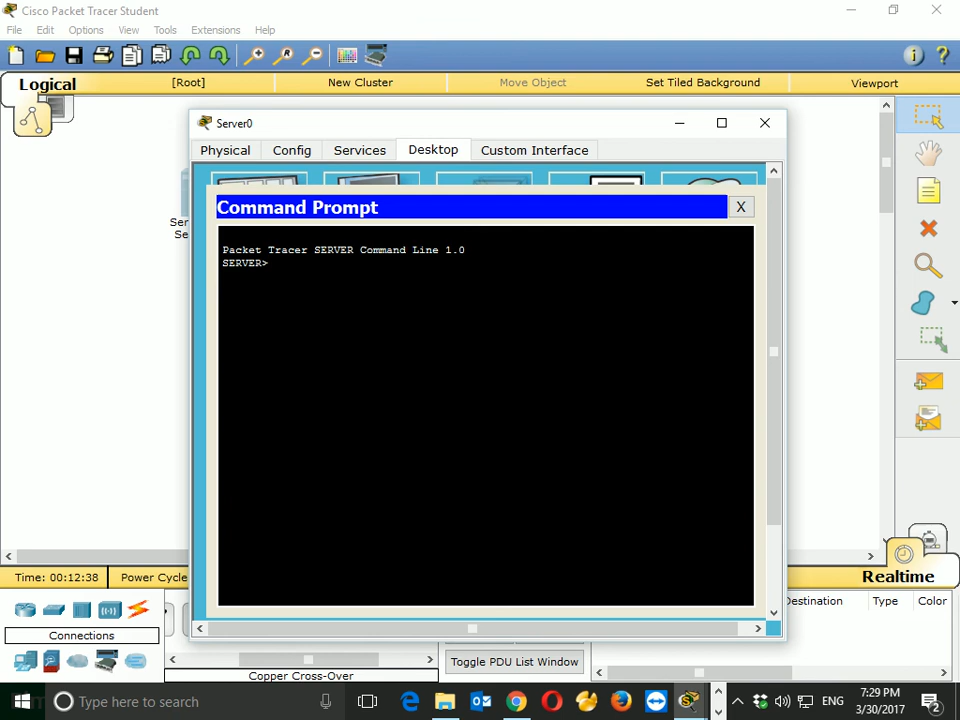 Cisco Packet Tracer Student
File Edit Options View Tools Extensions Help
Logical [Root] New Cluster Move Object Set Tiled Background Viewport
Server0
Physical Config Services Desktop Custom Interface
Command Prompt X
Packet Tracer SERVER Command Line 1.0
SERVER>
Ser
Se
Time: 00:12:38 Power Cycle
Realtime
Destination Type Color
Connections
Toggle PDU List Window
Copper Cross-Over
Type here to search
ENG
7:29 PM
3/30/2017
2